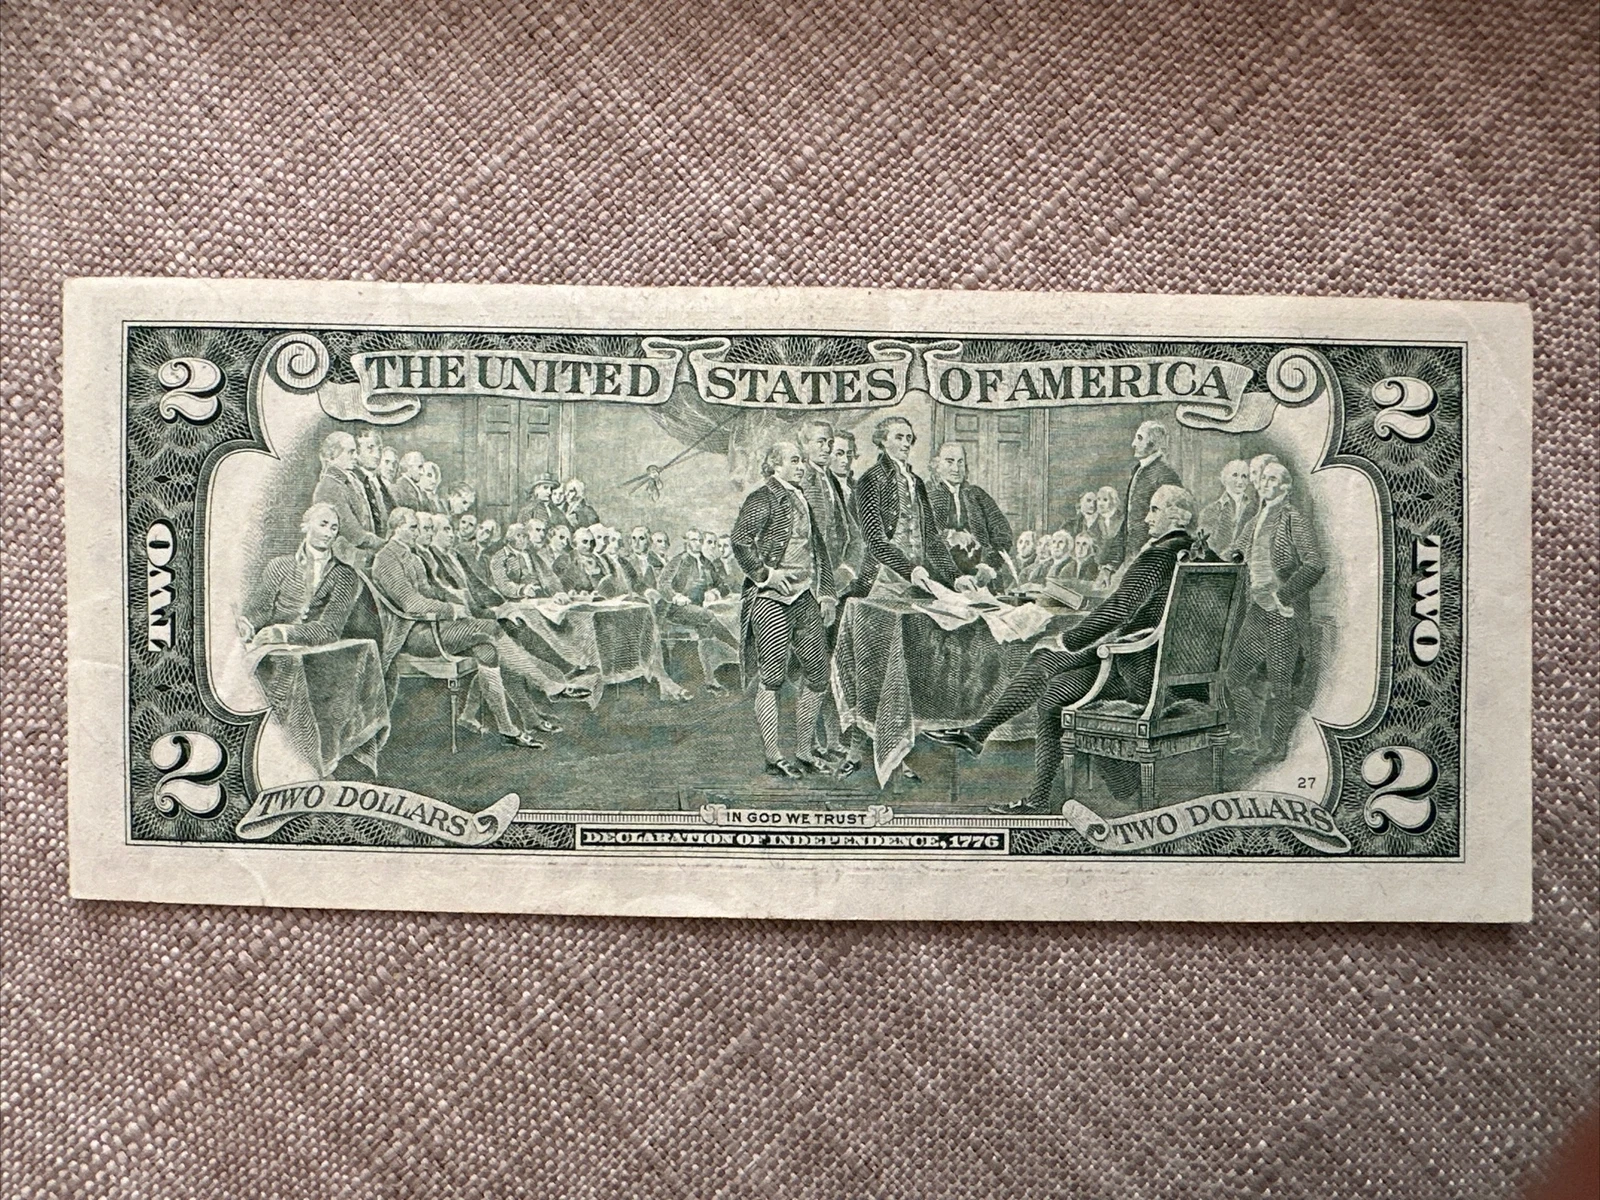 2 THE UNITED STATES OF AMERICA 2
TWO TWO
2 TWO DOLLARS IN GOD WE TRUST TWO DOLLARS 27 2
DECLARATION OF INDEPENDENCE, 1776